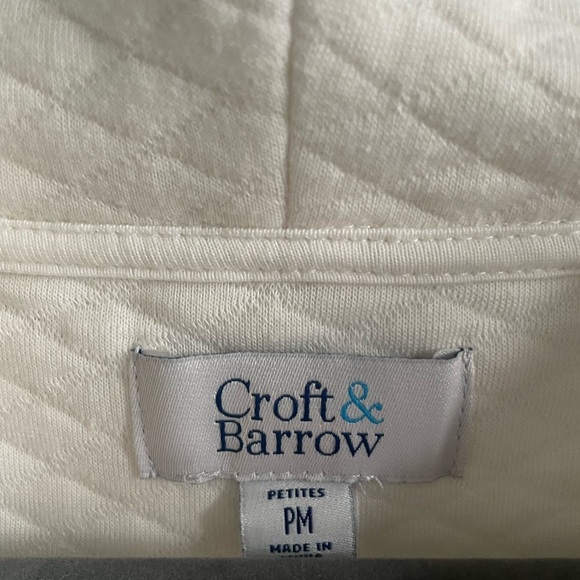 Croft&
Barrow
PETITES
PM
MADE IN